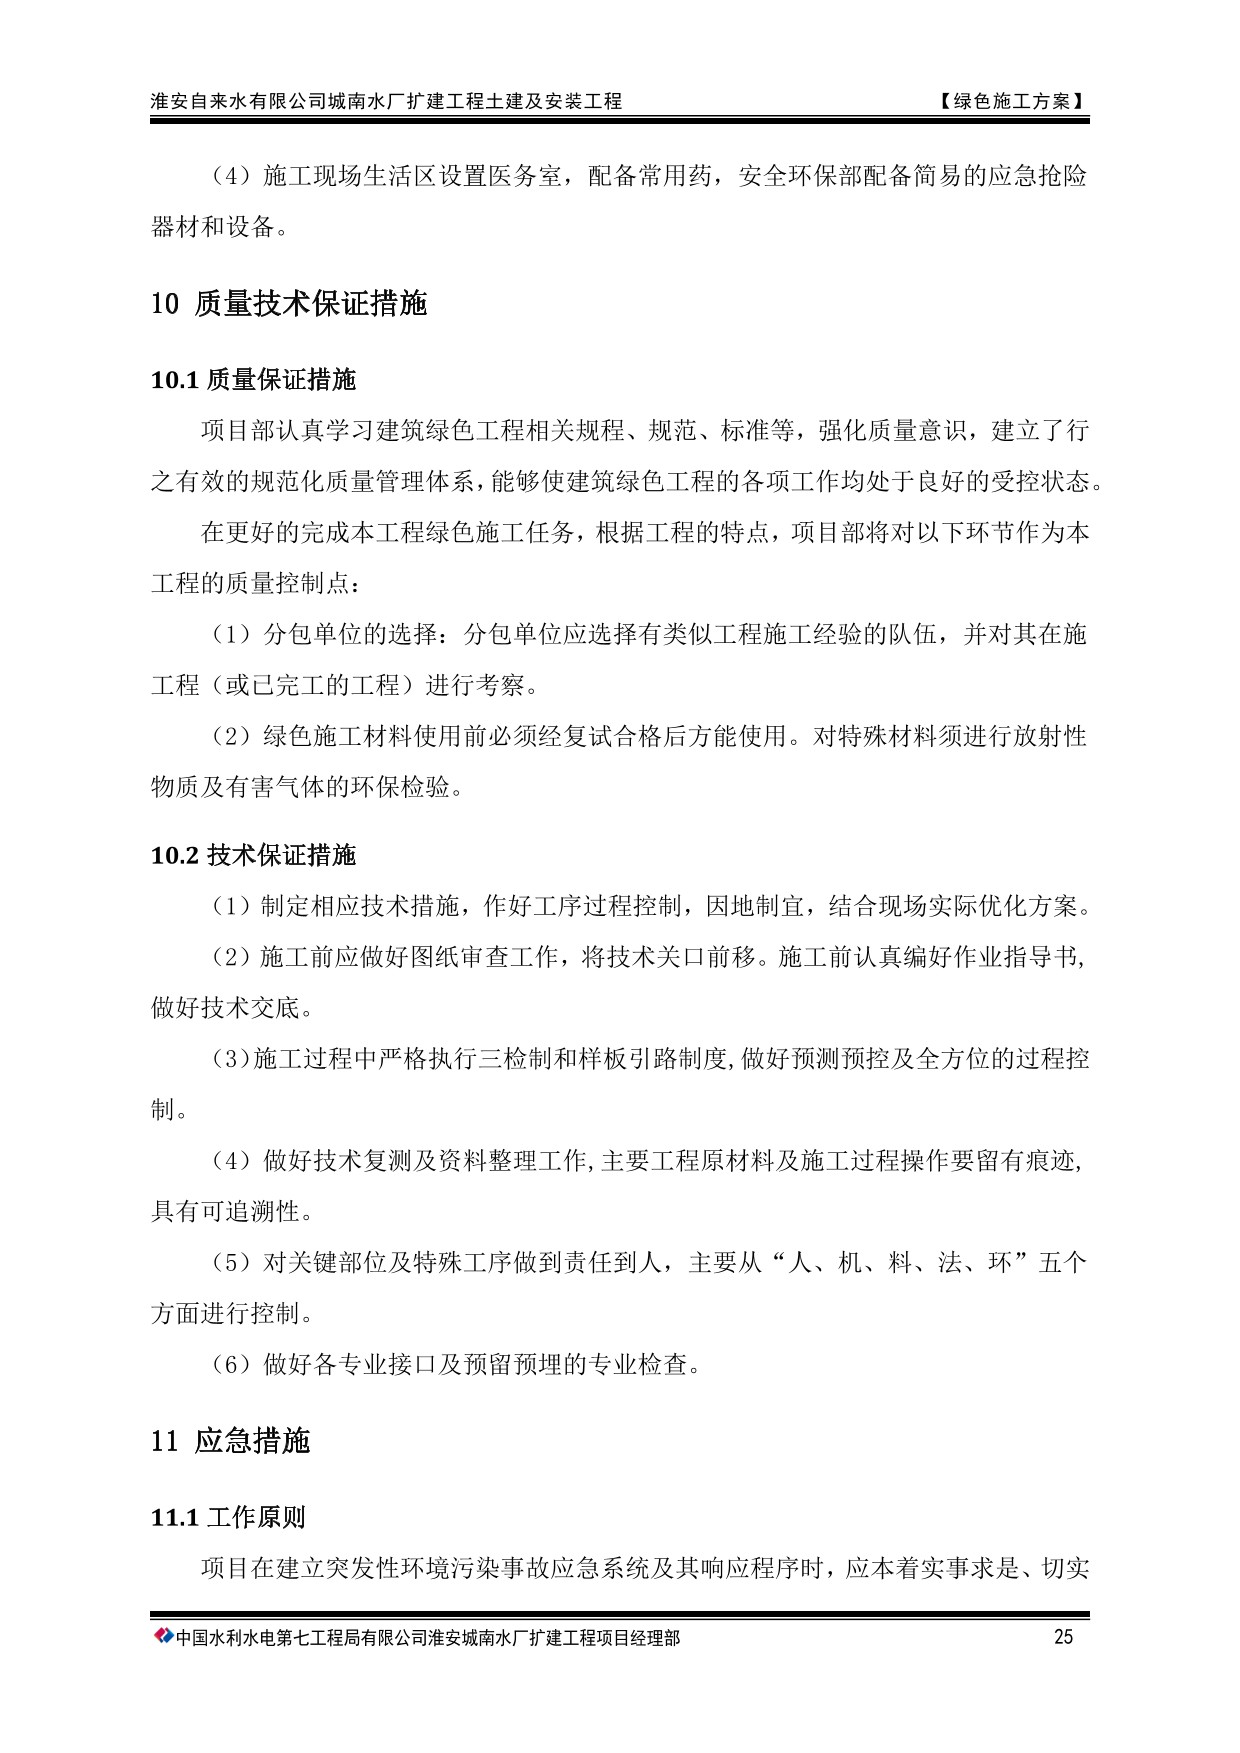 淮安自来水有限公司城南水厂扩建工程土建及安装工程 【绿色施工方案】
（4）施工现场生活区设置医务室，配备常用药，安全环保部配备简易的应急抢险
器材和设备。
10 质量技术保证措施
10.1 质量保证措施
项目部认真学习建筑绿色工程相关规程、规范、标准等，强化质量意识，建立了行
之有效的规范化质量管理体系，能够使建筑绿色工程的各项工作均处于良好的受控状态。
在更好的完成本工程绿色施工任务，根据工程的特点，项目部将对以下环节作为本
工程的质量控制点：
（1）分包单位的选择：分包单位应选择有类似工程施工经验的队伍，并对其在施
工程（或已完工的工程）进行考察。
（2）绿色施工材料使用前必须经复试合格后方能使用。对特殊材料须进行放射性
物质及有害气体的环保检验。
10.2 技术保证措施
（1）制定相应技术措施，作好工序过程控制，因地制宜，结合现场实际优化方案。
（2）施工前应做好图纸审查工作，将技术关口前移。施工前认真编好作业指导书，
做好技术交底。
（3)施工过程中严格执行三检制和样板引路制度,做好预测预控及全方位的过程控
制。
（4）做好技术复测及资料整理工作,主要工程原材料及施工过程操作要留有痕迹,
具有可追溯性。
（5）对关键部位及特殊工序做到责任到人，主要从“人、机、料、法、环”五个
方面进行控制。
（6）做好各专业接口及预留预埋的专业检查。
11 应急措施
11.1 工作原则
项目在建立突发性环境污染事故应急系统及其响应程序时，应本着实事求是、切实
中国水利水电第七工程局有限公司淮安城南水厂扩建工程项目经理部 25